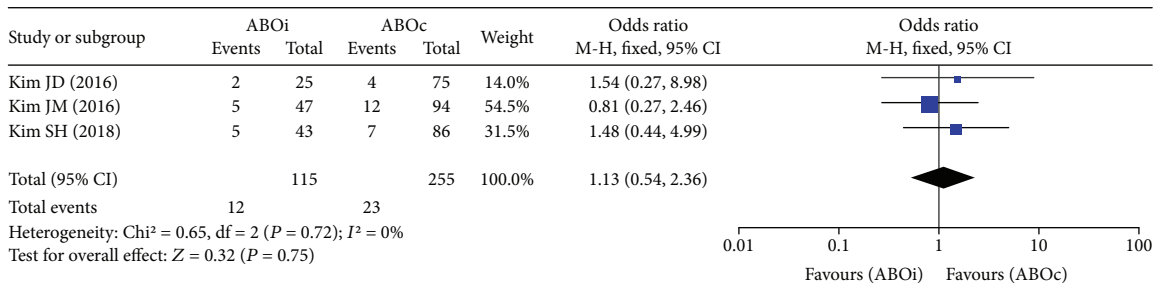 Study or subgroup ABOi ABOc Weight Odds ratio Odds ratio
Events Total Events Total M-H, fixed, 95% CI M-H, fixed, 95% CI
Kim JD (2016) 2 25 4 75 14.0% 1.54 (0.27, 8.98)
Kim JM (2016) 5 47 12 94 54.5% 0.81 (0.27, 2.46)
Kim SH (2018) 5 43 7 86 31.5% 1.48 (0.44, 4.99)
Total (95% CI) 115 255 100.0% 1.13 (0.54, 2.36)
Total events 12 23
Heterogeneity: Chi² = 0.65, df = 2 (P = 0.72); I² = 0%
Test for overall effect: Z = 0.32 (P = 0.75)
0.01 0.1 1 10 100
Favours (ABOi) Favours (ABOc)